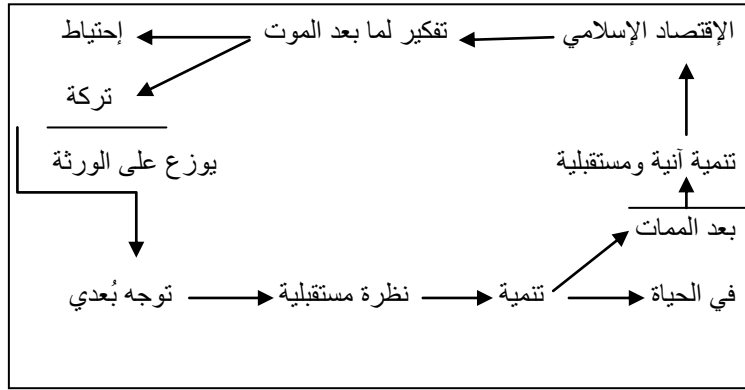 الإقتصاد الإسلامي تفكير لما بعد الموت إحتياط
تركة
تنمية آنية ومستقبلية يوزع على الورثة
بعد الممات
في الحياة تنمية نظرة مستقبلية توجه بُعدي